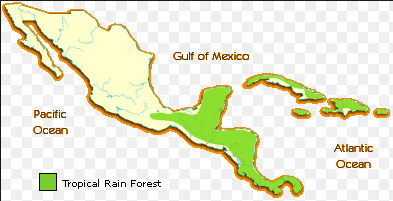 Gulf of Mexico
Pacific
Ocean
Atlantic
Ocean
Tropical Rain Forest